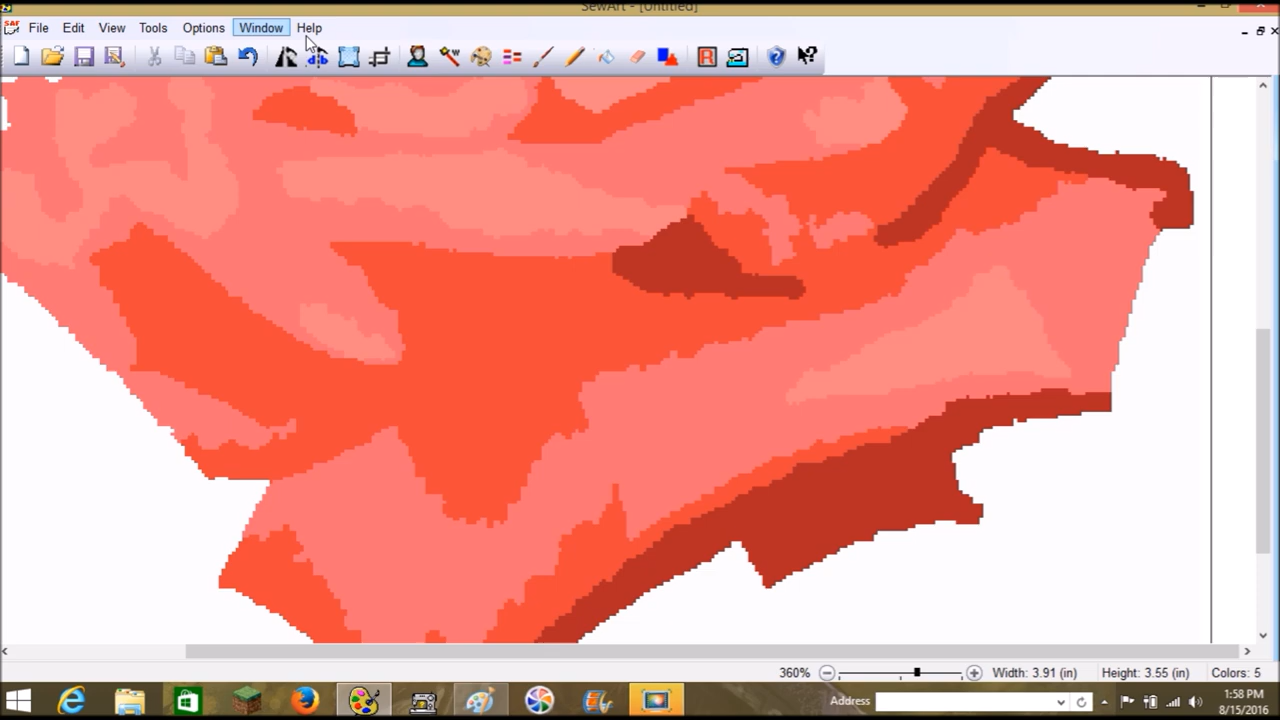 SewArt - [Untitled]
File Edit View Tools Options Window Help
360% Width: 3.91 (in) Height: 3.55 (in) Colors: 5
Address
1:58 PM
8/15/2016